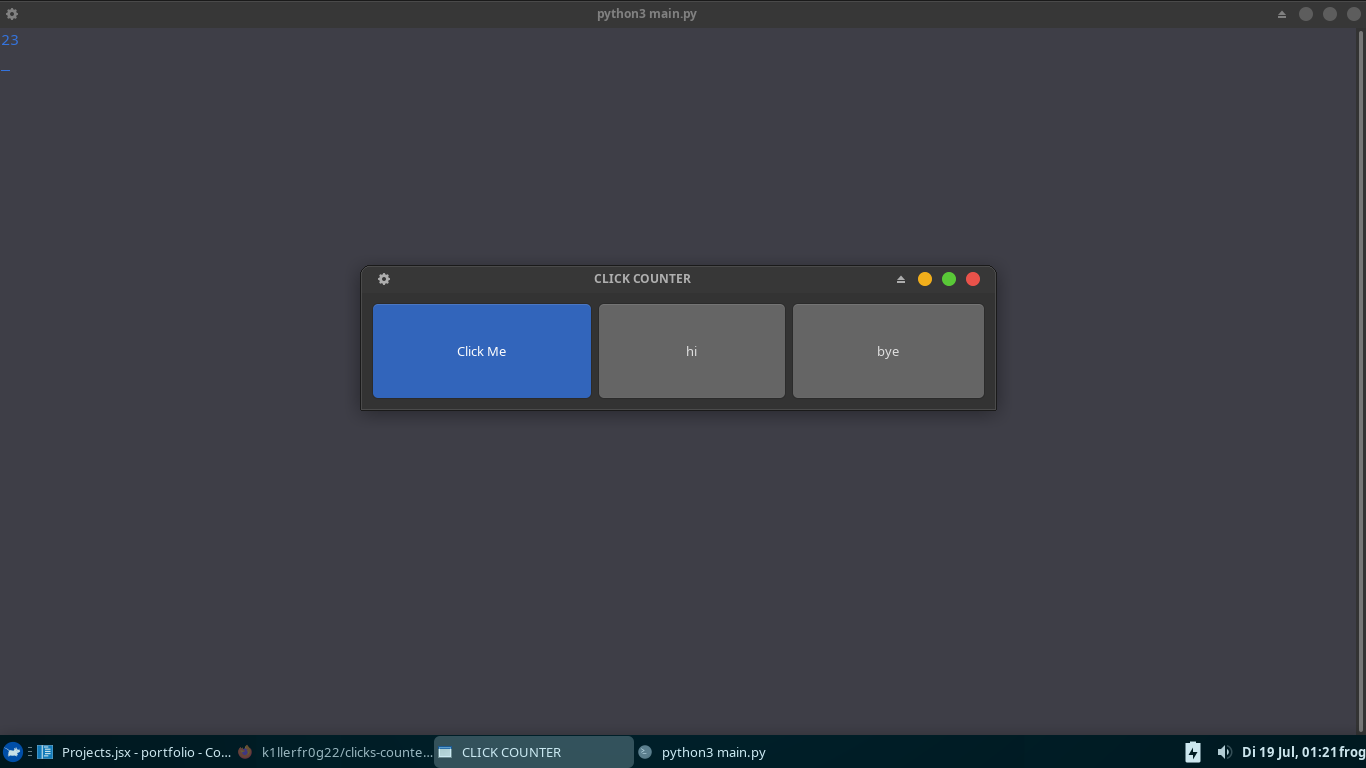 python3 main.py
23
CLICK COUNTER
Click Me
hi
bye
Projects.jsx - portfolio - Co...
k1llerfr0g22/clicks-counte...
CLICK COUNTER
python3 main.py
Di 19 Jul, 01:21
frog